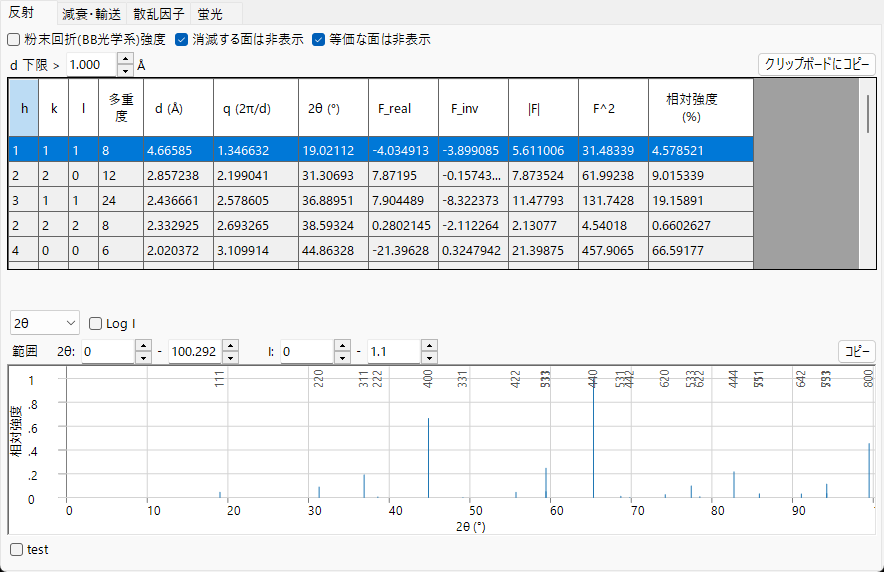 反射 減衰・輸送 散乱因子 蛍光
粉末回折(BB光学系)強度 消滅する面は非表示 等価な面は非表示
d 下限 > 1.000 Å クリップボードにコピー
h k l 多重度 d (Å) q (2π/d) 2θ (°) F_real F_inv |F| F^2 相対強度 (%)
1 1 1 8 4.66585 1.346632 19.02112 -4.034913 -3.899085 5.611006 31.48339 4.578521
2 2 0 12 2.857238 2.199041 31.30693 7.87195 -0.15743... 7.873524 61.99238 9.015339
3 1 1 24 2.436661 2.578605 36.88951 7.904489 -8.322373 11.47793 131.7428 19.15891
2 2 2 8 2.332925 2.693265 38.59324 0.2802145 -2.112264 2.13077 4.54018 0.6602627
4 0 0 6 2.020372 3.109914 44.86328 -21.39628 0.3247942 21.39875 457.9065 66.59177
2θ Log I
範囲 2θ: 0 - 100.292 I: 0 - 1.1 コピー
111 220 311 222 400 331 422 440 531 442 620 533 622 444 642 800
相対強度
1
.8
.6
.4
.2
0
0 10 20 30 40 50 60 70 80 90
2θ (°)
test